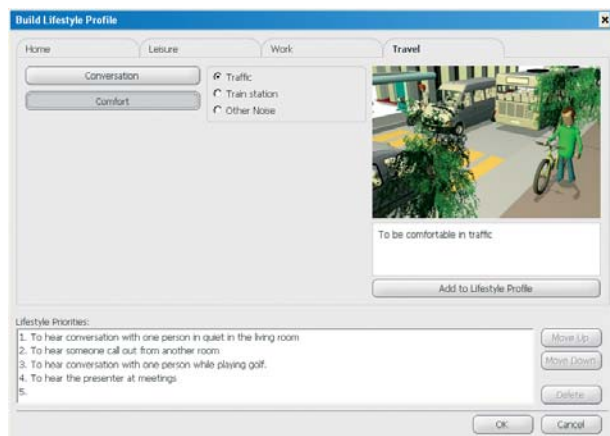 Build Lifestyle Profile
Home
Leisure
Work
Travel
Conversation
Comfort
Traffic
Train station
Other Noise
To be comfortable in traffic
Add to Lifestyle Profile
Lifestyle Priorities:
1. To hear conversation with one person in quiet in the living room
2. To hear someone call out from another room
3. To hear conversation with one person while playing golf.
4. To hear the presenter at meetings
5.
Move Up
Move Down
Delete
OK
Cancel